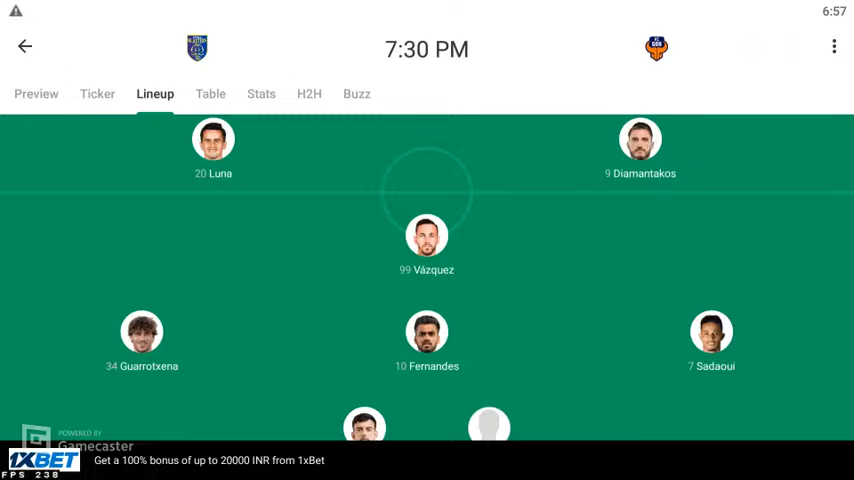 6:57
7:30 PM
Preview Ticker Lineup Table Stats H2H Buzz
20 Luna
9 Diamantakos
99 Vázquez
34 Guarrotxena
10 Fernandes
7 Sadaoui
POWERED BY
Gamecaster
1XBET
Get a 100% bonus of up to 20000 INR from 1xBet
FPS 238